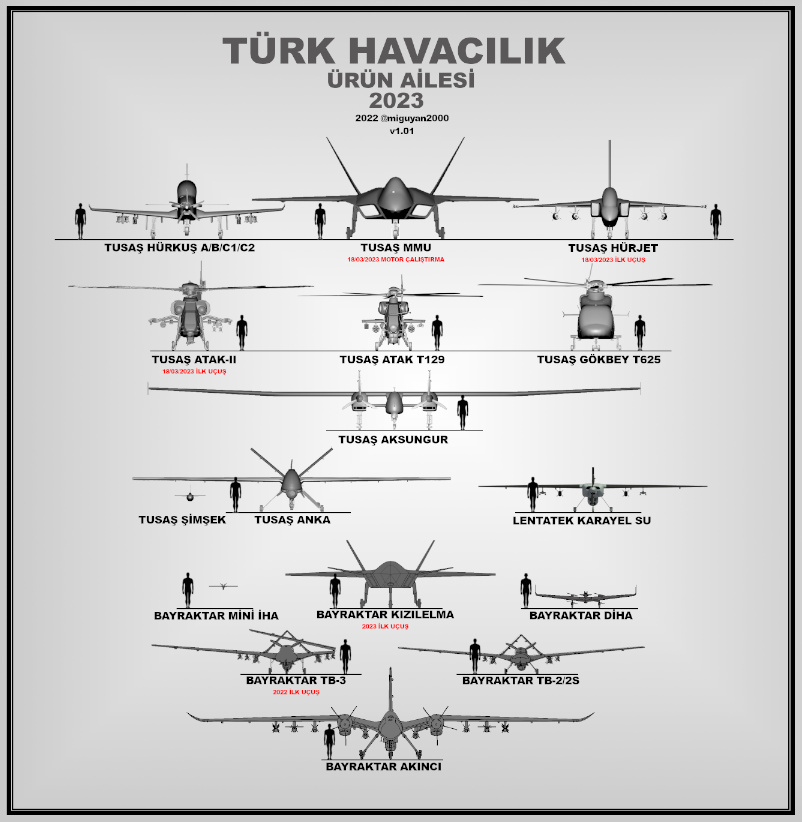 TÜRK HAVACILIK
ÜRÜN AİLESİ
2023
2022 @miguyan2000
v1.01
TUSAŞ HÜRKUŞ A/B/C1/C2
TUSAŞ MMU
18/03/2023 MOTOR ÇALIŞTIRMA
TUSAŞ HÜRJET
18/03/2023 İLK UÇUŞ
TUSAŞ ATAK-II
18/03/2023 İLK UÇUŞ
TUSAŞ ATAK T129
TUSAŞ GÖKBEY T625
TUSAŞ AKSUNGUR
TUSAŞ ŞİMŞEK
TUSAŞ ANKA
LENTATEK KARAYEL SU
BAYRAKTAR MİNİ İHA
BAYRAKTAR KIZILELMA
2023 İLK UÇUŞ
BAYRAKTAR DİHA
BAYRAKTAR TB-3
2022 İLK UÇUŞ
BAYRAKTAR TB-2/2S
BAYRAKTAR AKINCI